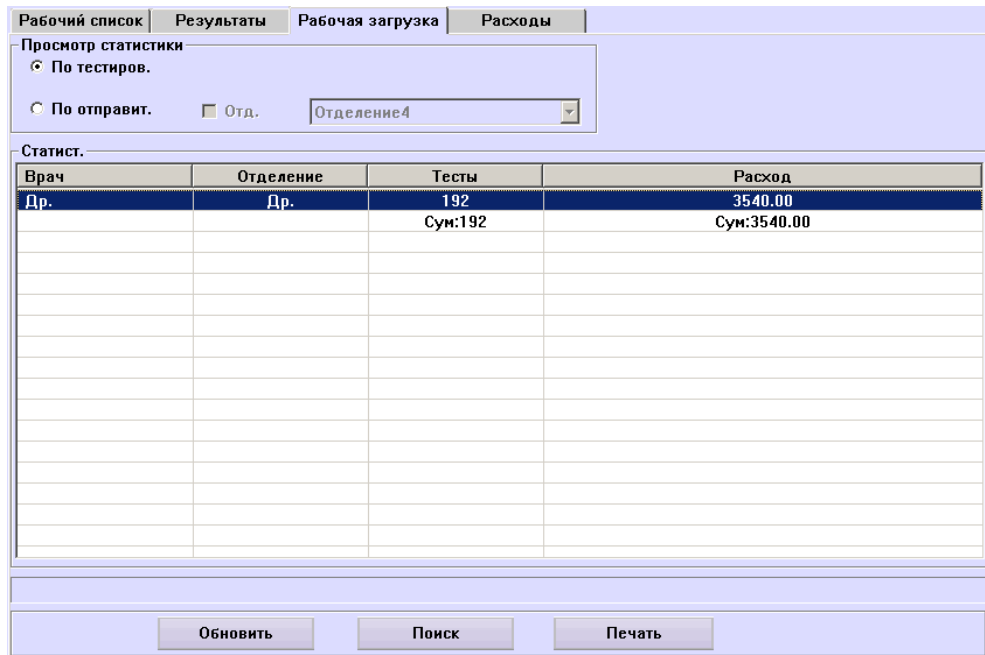 Рабочий список Результаты Рабочая загрузка Расходы
Просмотр статистики
По тестиров.
По отправит. Отд. Отделение4
Статист.
Врач Отделение Тесты Расход
Др. Др. 192 3540.00
Сум:192 Сум:3540.00
Обновить Поиск Печать